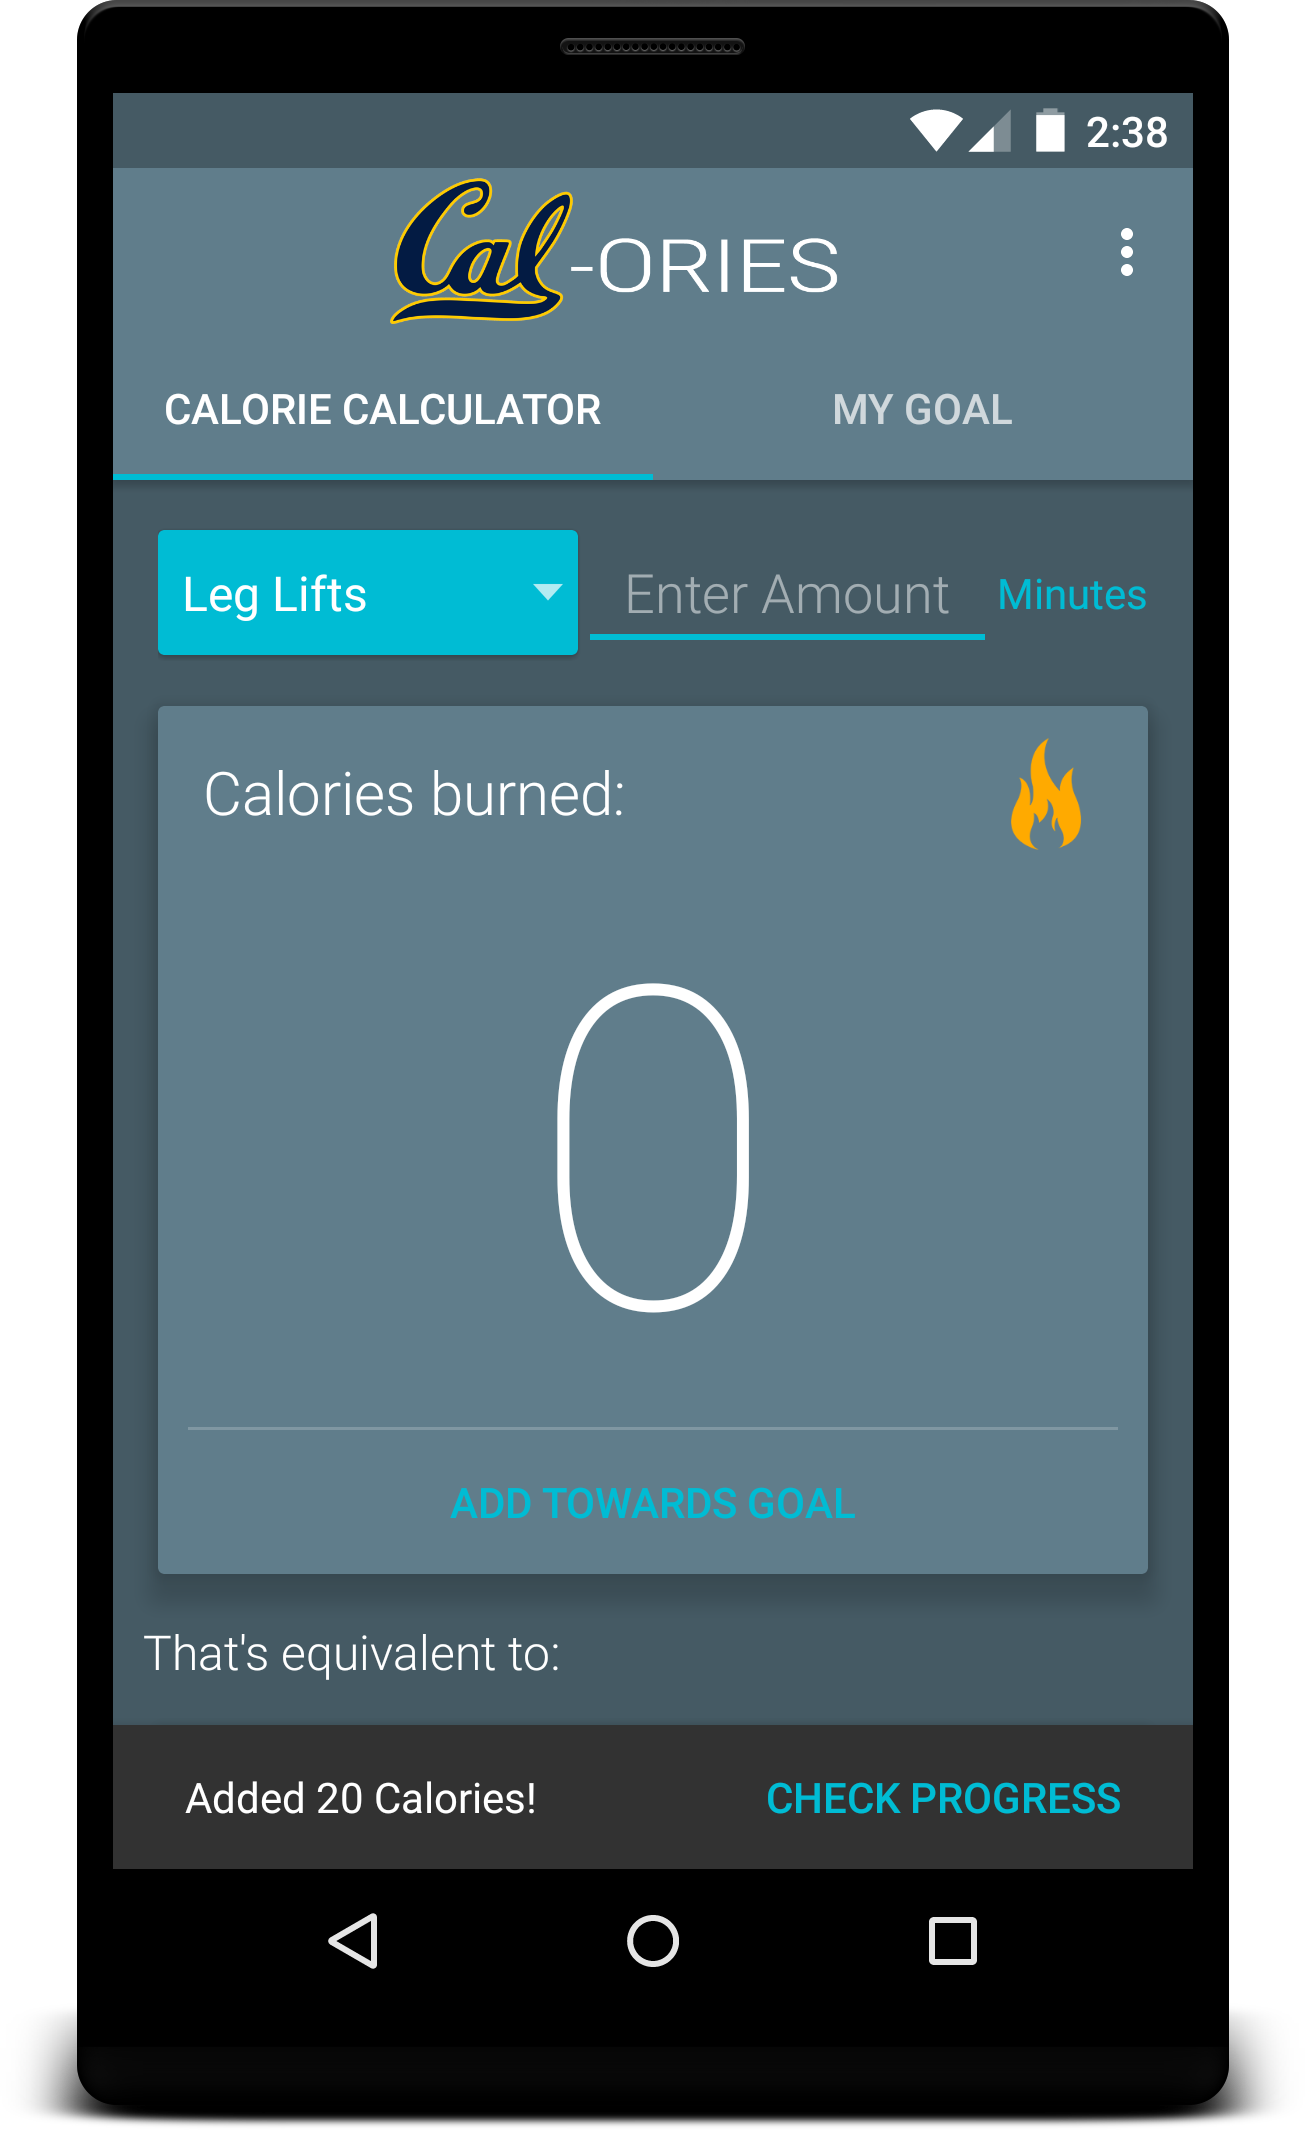 2:38
Cal-ORIES
CALORIE CALCULATOR MY GOAL
Leg Lifts Enter Amount Minutes
Calories burned:
0
ADD TOWARDS GOAL
That's equivalent to:
Added 20 Calories! CHECK PROGRESS